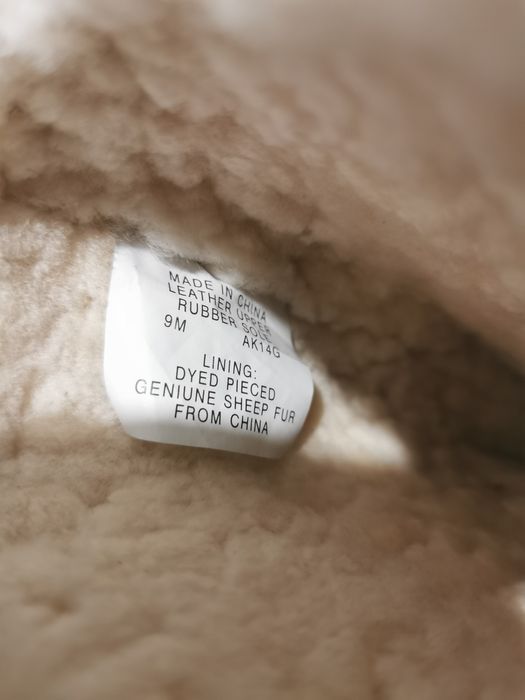 MADE IN CHINA
LEATHER UPPER
RUBBER SOLE
9M AK14G
LINING:
DYED PIECED
GENIUNE SHEEP FUR
FROM CHINA